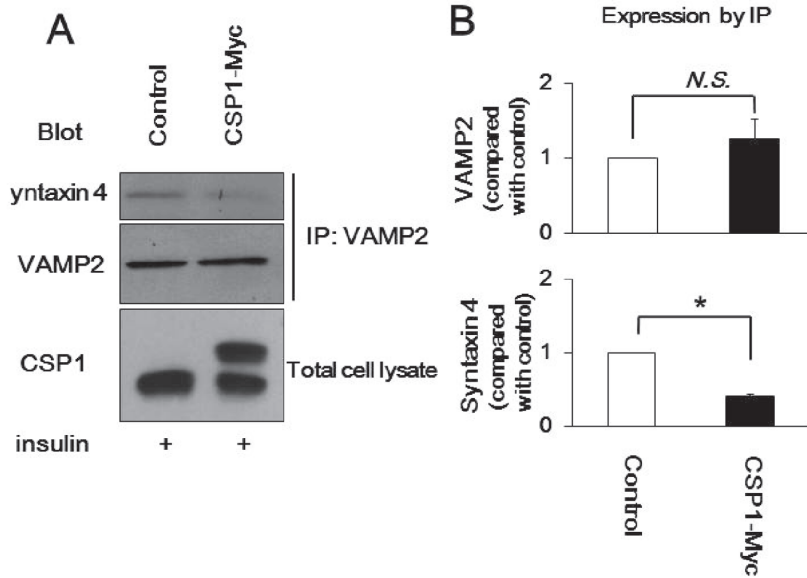 A
Blot
Control
CSP1-Myc
yntaxin 4
VAMP2
IP: VAMP2
CSP1
Total cell lysate
insulin + +
B
Expression by IP
VAMP2
(compared
with control)
2
1
0
N.S.
Syntaxin 4
(compared
with control)
2
1
0
*
Control
CSP1-Myc